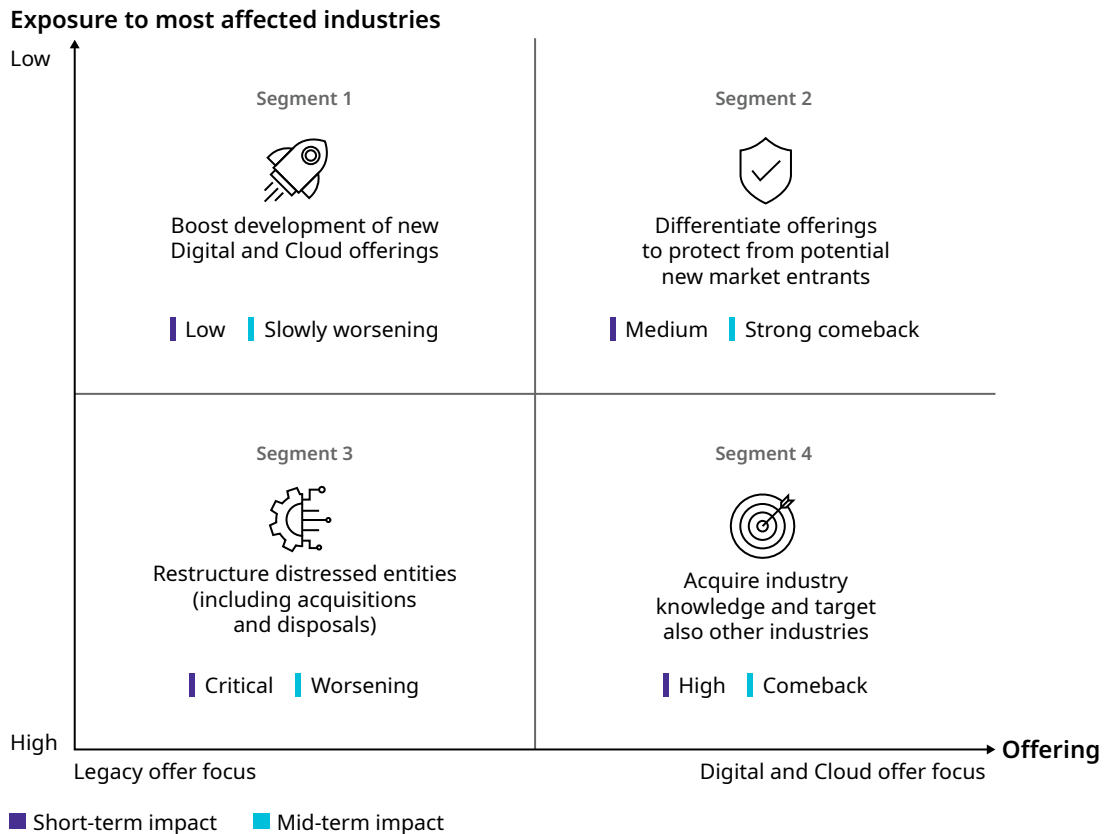 Exposure to most affected industries
Low
Segment 1
Boost development of new
Digital and Cloud offerings
Low
Slowly worsening
Segment 2
Differentiate offerings
to protect from potential
new market entrants
Medium
Strong comeback
Segment 3
Restructure distressed entities
(including acquisitions
and disposals)
Critical
Worsening
Segment 4
Acquire industry
knowledge and target
also other industries
High
Comeback
High
Offering
Legacy offer focus
Digital and Cloud offer focus
Short-term impact
Mid-term impact